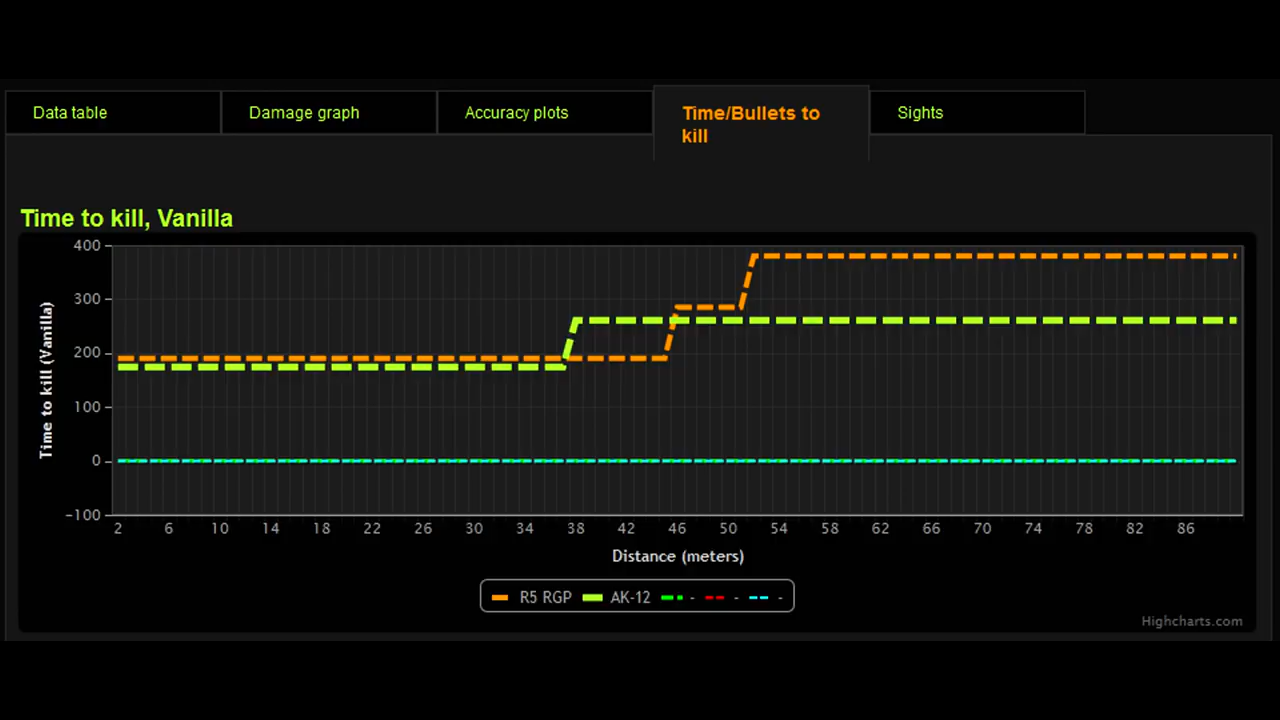 Data table
Damage graph
Accuracy plots
Time/Bullets to
kill
Sights
Time to kill, Vanilla
Time to kill (Vanilla)
400
300
200
100
0
-100
2 6 10 14 18 22 26 30 34 38 42 46 50 54 58 62 66 70 74 78 82 86
Distance (meters)
R5 RGP AK-12 - - -
Highcharts.com